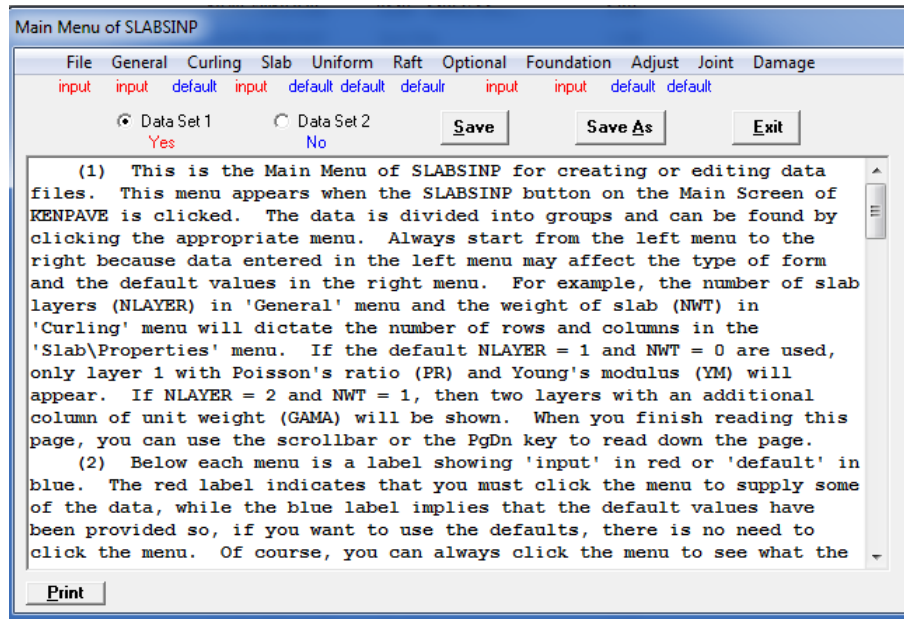 Main Menu of SLABSINP
File General Curling Slab Uniform Raft Optional Foundation Adjust Joint Damage
input input default input default default defaulr input input default default
Data Set 1 Data Set 2 Save Save As Exit
Yes No
(1) This is the Main Menu of SLABSINP for creating or editing data
files. This menu appears when the SLABSINP button on the Main Screen of
KENPAVE is clicked. The data is divided into groups and can be found by
clicking the appropriate menu. Always start from the left menu to the
right because data entered in the left menu may affect the type of form
and the default values in the right menu. For example, the number of slab
layers (NLAYER) in 'General' menu and the weight of slab (NWT) in
'Curling' menu will dictate the number of rows and columns in the
'Slab\Properties' menu. If the default NLAYER = 1 and NWT = 0 are used,
only layer 1 with Poisson's ratio (PR) and Young's modulus (YM) will
appear. If NLAYER = 2 and NWT = 1, then two layers with an additional
column of unit weight (GAMA) will be shown. When you finish reading this
page, you can use the scrollbar or the PgDn key to read down the page.
(2) Below each menu is a label showing 'input' in red or 'default' in
blue. The red label indicates that you must click the menu to supply some
of the data, while the blue label implies that the default values have
been provided so, if you want to use the defaults, there is no need to
click the menu. Of course, you can always click the menu to see what the
Print